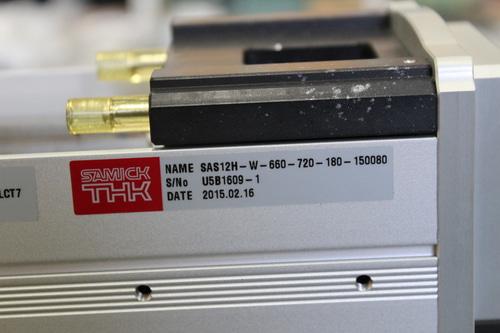 LCT7
SAMICK
THK
NAME SAS12H-W-660-720-180-150080
S/No U5B1609-1
DATE 2015.02.16